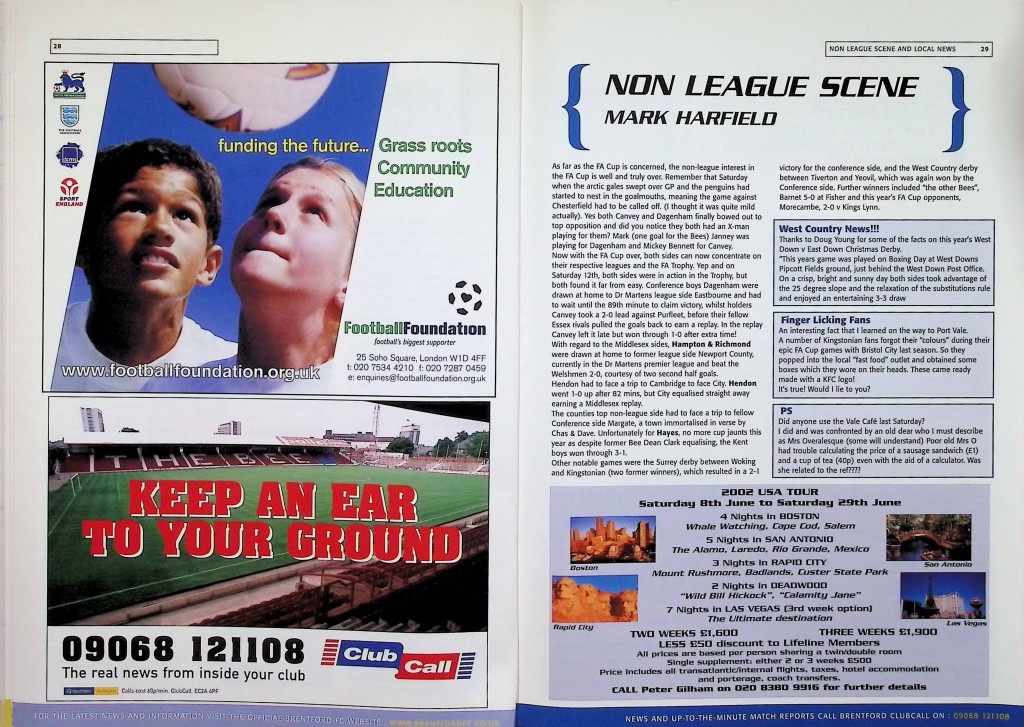 28
funding the future...
Grass roots
Community
Education
SPORT
ENGLAND
FootballFoundation
football's biggest supporter
25 Soho Square, London W1D 4FF
t: 020 7534 4210 f: 020 7287 0459
e: enquiries@footballfoundation.org.uk
www.footballfoundation.org.uk
THE BEE
KEEP AN EAR
TO YOUR GROUND
09068 121108
The real news from inside your club
Club Call
Calls cost 60p/min. ClubCall. EC2A 4PF
FOR THE LATEST NEWS AND INFORMATION VISIT THE OFFICIAL BRENTFORD FC WEBSITE : WWW.BRENTFORDFC.CO.UK
NON LEAGUE SCENE AND LOCAL NEWS 29
NON LEAGUE SCENE
MARK HARFIELD
As far as the FA Cup is concerned, the non-league interest in
the FA Cup is well and truly over. Remember that Saturday
when the arctic gales swept over GP and the penguins had
started to nest in the goalmouths, meaning the game against
Chesterfield had to be called off. (I thought it was quite mild
actually). Yes both Canvey and Dagenham finally bowed out to
top opposition and did you notice they both had an X-man
playing for them? Mark (one goal for the Bees) Janney was
playing for Dagenham and Mickey Bennett for Canvey.
Now with the FA Cup over, both sides can now concentrate on
their respective leagues and the FA Trophy. Yep and on
Saturday 12th, both sides were in action in the Trophy, but
both found it far from easy. Conference boys Dagenham were
drawn at home to Dr Martens league side Eastbourne and had
to wait until the 89th minute to claim victory, whilst holders
Canvey took a 2-0 lead against Purfleet, before their fellow
Essex rivals pulled the goals back to earn a replay. In the replay
Canvey left it late but won through 1-0 after extra time!
With regard to the Middlesex sides, Hampton & Richmond
were drawn at home to former league side Newport County,
currently in the Dr Martens premier league and beat the
Welshmen 2-0, courtesy of two second half goals.
Hendon had to face a trip to Cambridge to face City. Hendon
went 1-0 up after 82 mins, but City equalised straight away
earning a Middlesex replay.
The counties top non-league side had to face a trip to fellow
Conference side Margate, a town immortalised in verse by
Chas & Dave. Unfortunately for Hayes, no more cup jaunts this
year as despite former Bee Dean Clark equalising, the Kent
boys won through 3-1.
Other notable games were the Surrey derby between Woking
and Kingstonian (two former winners), which resulted in a 2-1
victory for the conference side, and the West Country derby
between Tiverton and Yeovil, which was again won by the
Conference side. Further winners included "the other Bees",
Barnet 5-0 at Fisher and this year's FA Cup opponents,
Morecambe, 2-0 v Kings Lynn.
West Country News!!!
Thanks to Doug Young for some of the facts on this year's West
Down v East Down Christmas Derby.
"This years game was played on Boxing Day at West Downs
Pipcott Fields ground, just behind the West Down Post Office.
On a crisp, bright and sunny day both sides took advantage of
the 25 degree slope and the relaxation of the substitutions rule
and enjoyed an entertaining 3-3 draw
Finger Licking Fans
An interesting fact that I learned on the way to Port Vale.
A number of Kingstonian fans forgot their "colours" during their
epic FA Cup games with Bristol City last season. So they
popped into the local "fast food" outlet and obtained some
boxes which they wore on their heads. These came ready
made with a KFC logo!
It's true! Would I lie to you?
PS
Did anyone use the Vale Café last Saturday?
I did and was confronted by an old dear who I must describe
as Mrs Overalesque (some will understand) Poor old Mrs O
had trouble calculating the price of a sausage sandwich (£1)
and a cup of tea (40p) even with the aid of a calculator. Was
she related to the ref????
2002 USA TOUR
Saturday 8th June to Saturday 29th June
4 Nights in BOSTON
Whale Watching, Cape Cod, Salem
5 Nights in SAN ANTONIO
The Alamo, Laredo, Rio Grande, Mexico
3 Nights in RAPID CITY
Mount Rushmore, Badlands, Custer State Park
2 Nights in DEADWOOD
"Wild Bill Hickock", "Calamity Jane"
7 Nights in LAS VEGAS (3rd week option)
The Ultimate destination
Boston
San Antonio
Rapid City
Las Vegas
TWO WEEKS £1,600 THREE WEEKS £1,900
LESS £50 discount to Lifeline Members
All prices are based per person sharing a twin/double room
Single supplement: either 2 or 3 weeks £500
Price includes all transatlantic/internal flights, taxes, hotel accommodation
and porterage, coach transfers.
CALL Peter Gilham on 020 8380 9916 for further details
NEWS AND UP-TO-THE-MINUTE MATCH REPORTS CALL BRENTFORD CLUBCALL ON : 09068 121108